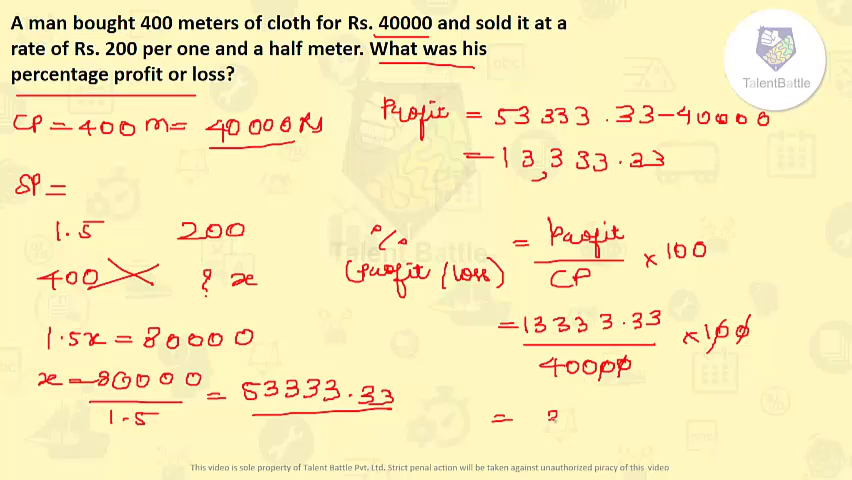 A man bought 400 meters of cloth for Rs. 40000 and sold it at a
rate of Rs. 200 per one and a half meter. What was his
percentage profit or loss?
TalentBattle
CP = 400 m = 40000 Rs
SP =
1.5 200
400 ? x
1.5x = 80000
x = 80000 / 1.5 = 53333.33
Profit = 53333.33 - 40000
= 13,333.33
% (profit/loss) = Profit / CP × 100
= 13333.33 / 40000 × 100
=
Talent Battle
This video is sole property of Talent Battle Pvt. Ltd. Strict penal action will be taken against unauthorized piracy of this video